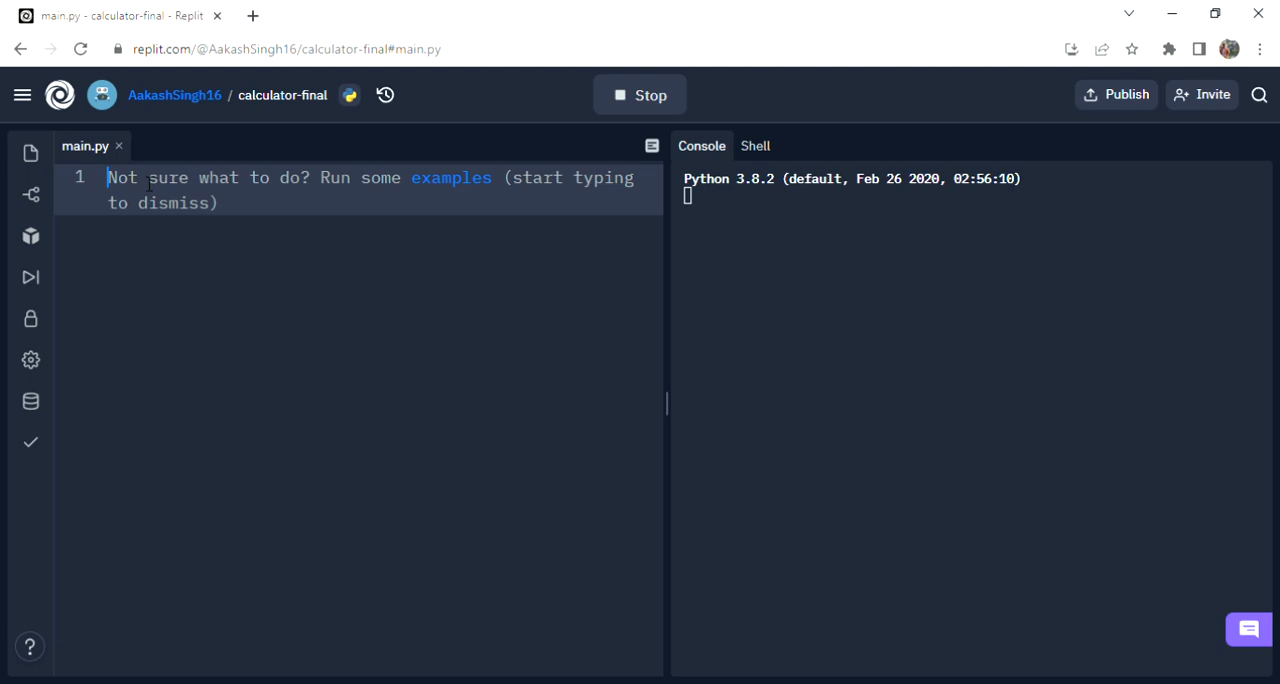 main.py - calculator-final - Replit
replit.com/@AakashSingh16/calculator-final#main.py
AakashSingh16 / calculator-final
Stop
Publish
Invite
main.py
Console
Shell
1 Not sure what to do? Run some examples (start typing
to dismiss)
Python 3.8.2 (default, Feb 26 2020, 02:56:10)
?